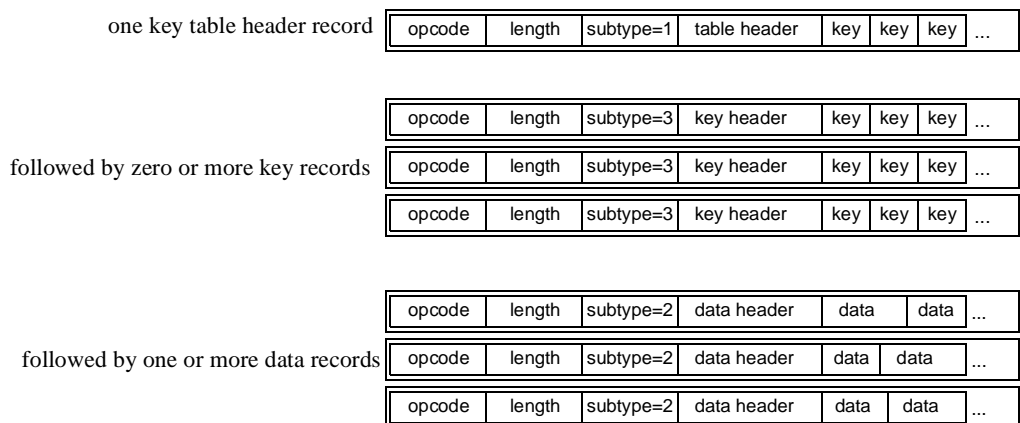 one key table header record opcode length subtype=1 table header key key key ...
opcode length subtype=3 key header key key key ...
followed by zero or more key records opcode length subtype=3 key header key key key ...
opcode length subtype=3 key header key key key ...
opcode length subtype=2 data header data data ...
followed by one or more data records opcode length subtype=2 data header data data ...
opcode length subtype=2 data header data data ...